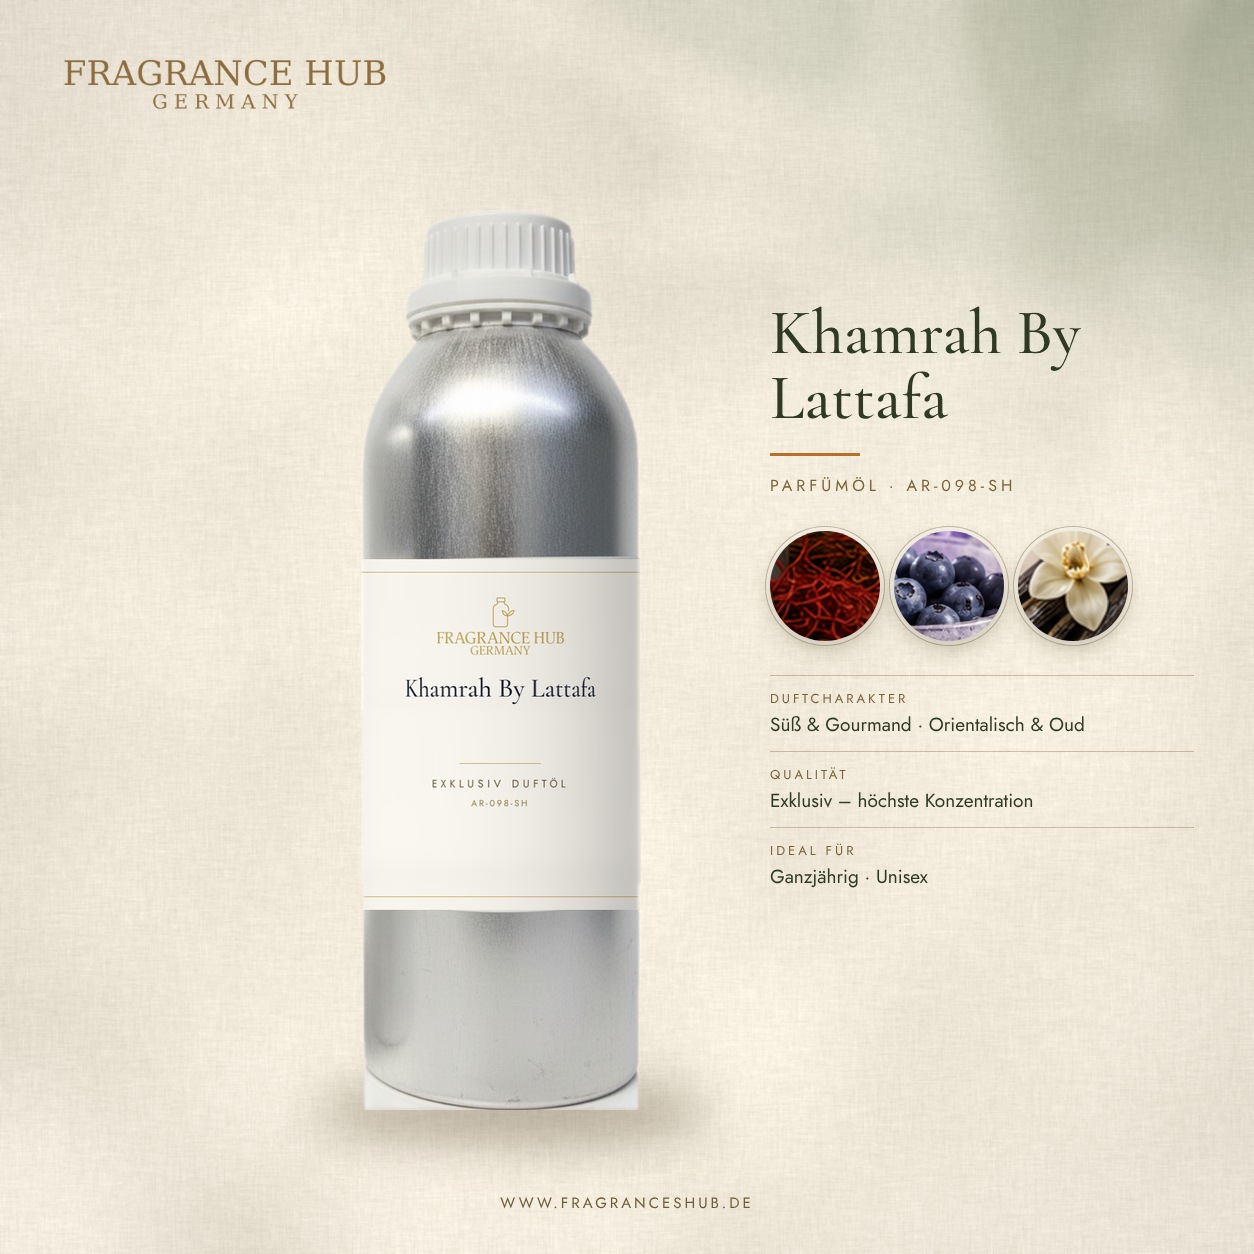 FRAGRANCE HUB
GERMANY
Khamrah By
Lattafa
PARFÜMÖL · AR-098-SH
FRAGRANCE HUB
GERMANY
Khamrah By Lattafa
EXKLUSIV DUFTÖL
AR-098-SH
DUFTCHARAKTER
Süß & Gourmand · Orientalisch & Oud
QUALITÄT
Exklusiv – höchste Konzentration
IDEAL FÜR
Ganzjährig · Unisex
WWW.FRAGRANCESHUB.DE